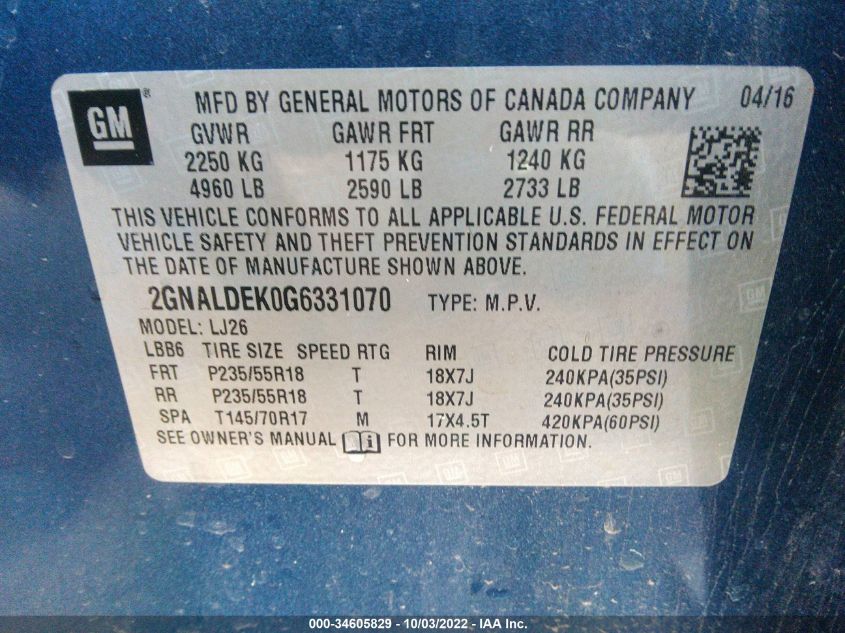 GM ® MFD BY GENERAL MOTORS OF CANADA COMPANY 04/16
GVWR GAWR FRT GAWR RR
2250 KG 1175 KG 1240 KG
4960 LB 2590 LB 2733 LB
THIS VEHICLE CONFORMS TO ALL APPLICABLE U.S. FEDERAL MOTOR
VEHICLE SAFETY AND THEFT PREVENTION STANDARDS IN EFFECT ON
THE DATE OF MANUFACTURE SHOWN ABOVE.
2GNALDEK0G6331070 TYPE: M.P.V.
MODEL: LJ26
LBB6 TIRE SIZE SPEED RTG RIM COLD TIRE PRESSURE
FRT P235/55R18 T 18X7J 240KPA(35PSI)
RR P235/55R18 T 18X7J 240KPA(35PSI)
SPA T145/70R17 M 17X4.5T 420KPA(60PSI)
SEE OWNER'S MANUAL i FOR MORE INFORMATION.
000-34605829 - 10/03/2022 - IAA Inc.